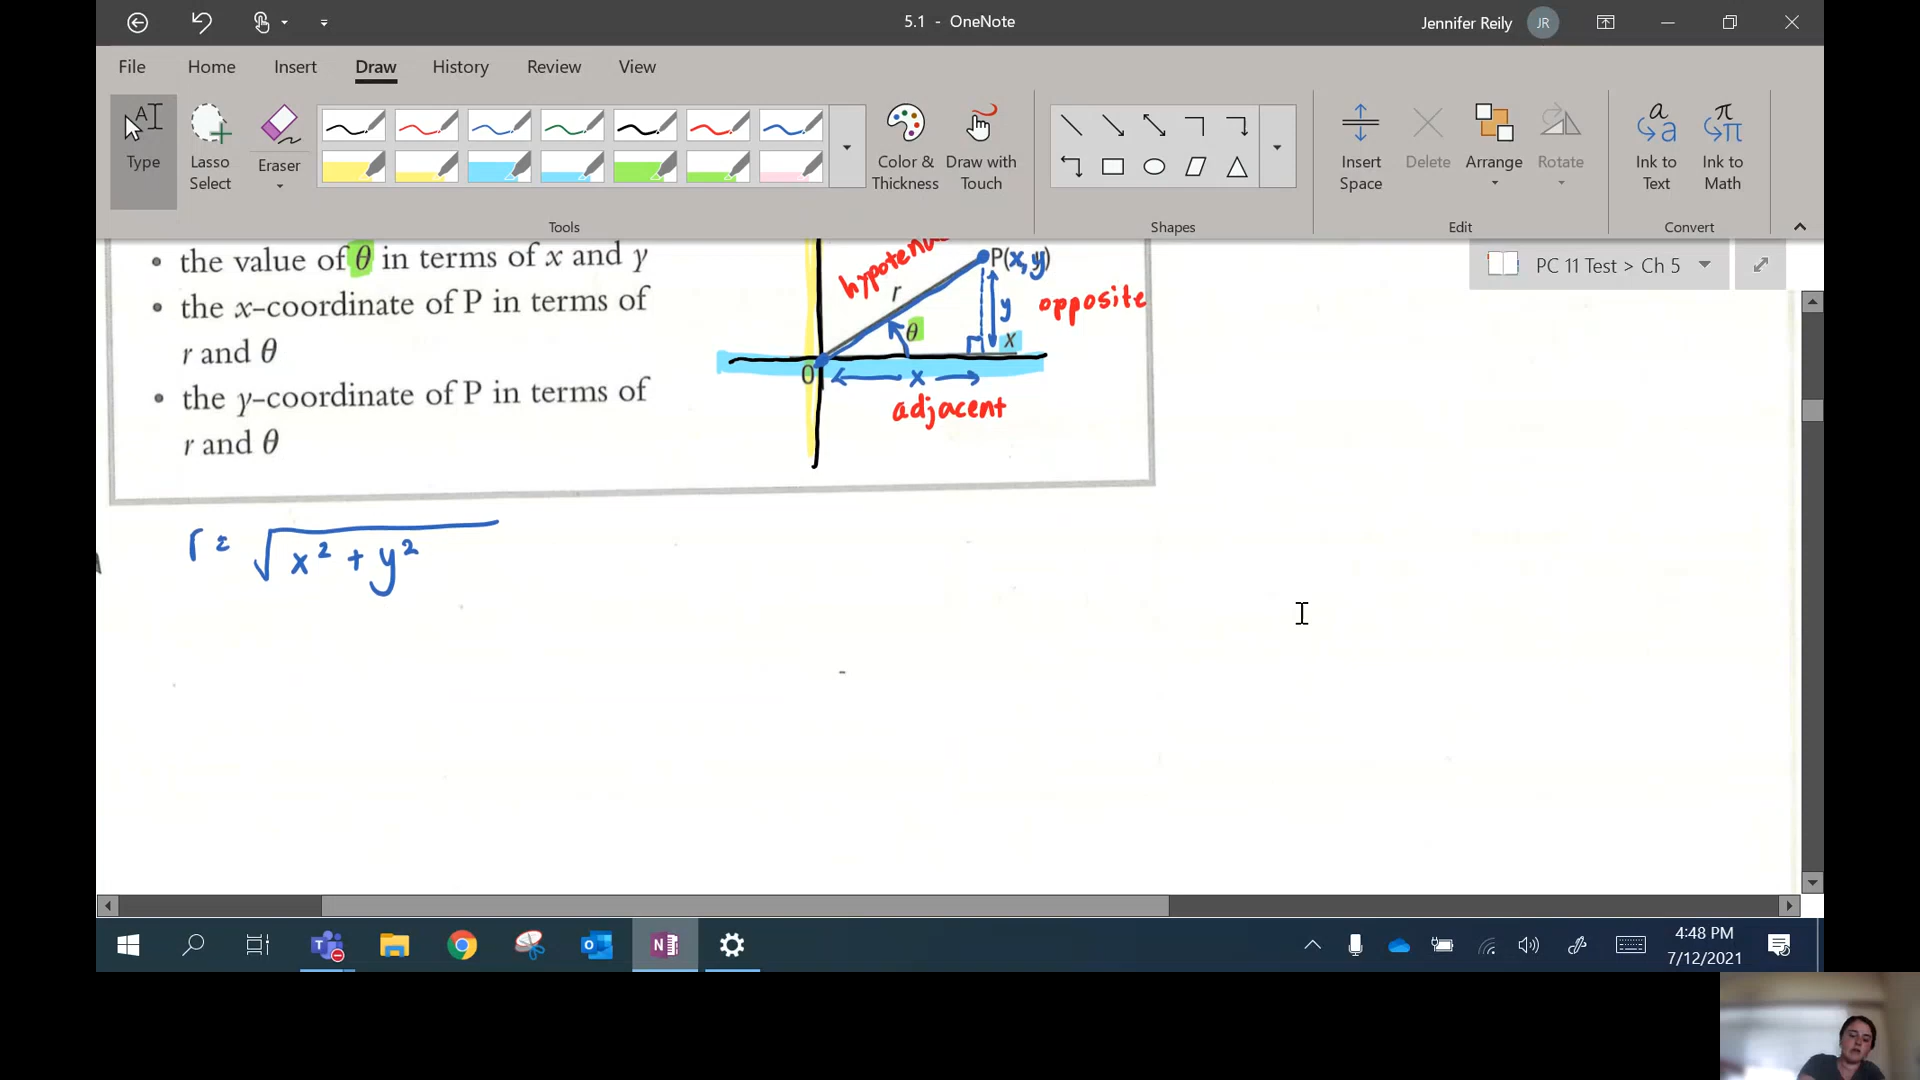 5.1 - OneNote
Jennifer Reily JR
File Home Insert Draw History Review View
Type
Lasso Select
Eraser
Color & Thickness
Draw with Touch
Insert Space
Delete
Arrange
Rotate
Ink to Text
Ink to Math
Tools Shapes Edit Convert
PC 11 Test > Ch 5
• the value of θ in terms of x and y
• the x-coordinate of P in terms of
r and θ
• the y-coordinate of P in terms of
r and θ
P(x, y)
r
y
opposite
θ
x
0
x
adjacent
r = √x² + y²
4:48 PM
7/12/2021